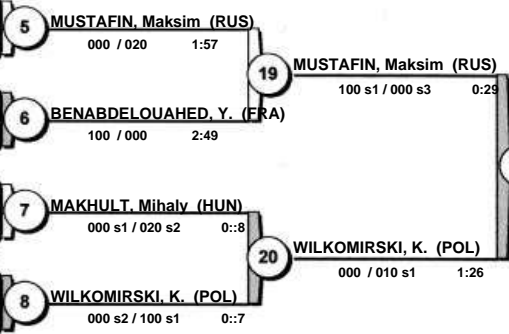 5
MUSTAFIN, Maksim (RUS)
000 / 020 1:57
19
MUSTAFIN, Maksim (RUS)
100 s1 / 000 s3 0:29
6
BENABDELOUAHED, Y. (FRA)
100 / 000 2:49
7
MAKHULT, Mihaly (HUN)
000 s1 / 020 s2 0::8
20
WILKOMIRSKI, K. (POL)
000 / 010 s1 1:26
8
WILKOMIRSKI, K. (POL)
000 s2 / 100 s1 0::7